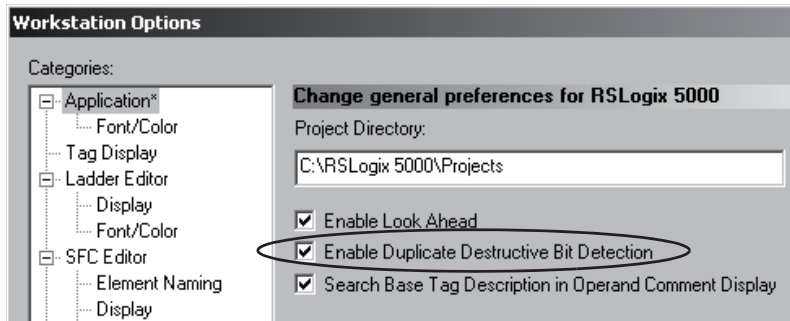 Workstation Options
Categories:
Application*
Font/Color
Tag Display
Ladder Editor
Display
Font/Color
SFC Editor
Element Naming
Display
Change general preferences for RSLogix 5000
Project Directory:
C:\RSLogix 5000\Projects
Enable Look Ahead
Enable Duplicate Destructive Bit Detection
Search Base Tag Description in Operand Comment Display